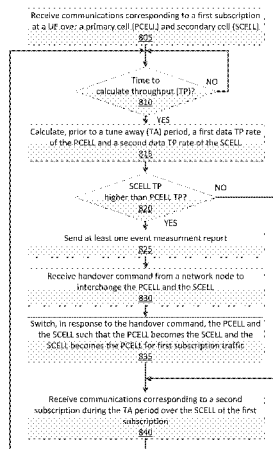 Receive communications corresponding to a first subscription
at a UE over a primary cell (PCELL) and secondary cell (SCELL)
805
Time to
calculate throughput (TP)?
810
NO
YES
Calculate, prior to a tune away (TA) period, a first data TP rate
of the PCELL and a second data TP rate of the SCELL
815
SCELL TP
higher than PCELL TP?
820
NO
YES
Send at least one event measurment report
825
Receive handover command from a network node to
interchange the PCELL and the SCELL
830
Switch, in response to the handover command, the PCELL and
the SCELL such that the PCELL becomes the SCELL and the
SCELL becomes the PCELL for first subscription traffic
835
Receive communications corresponding to a second
subscription during the TA period over the SCELL of the first
subscription
840